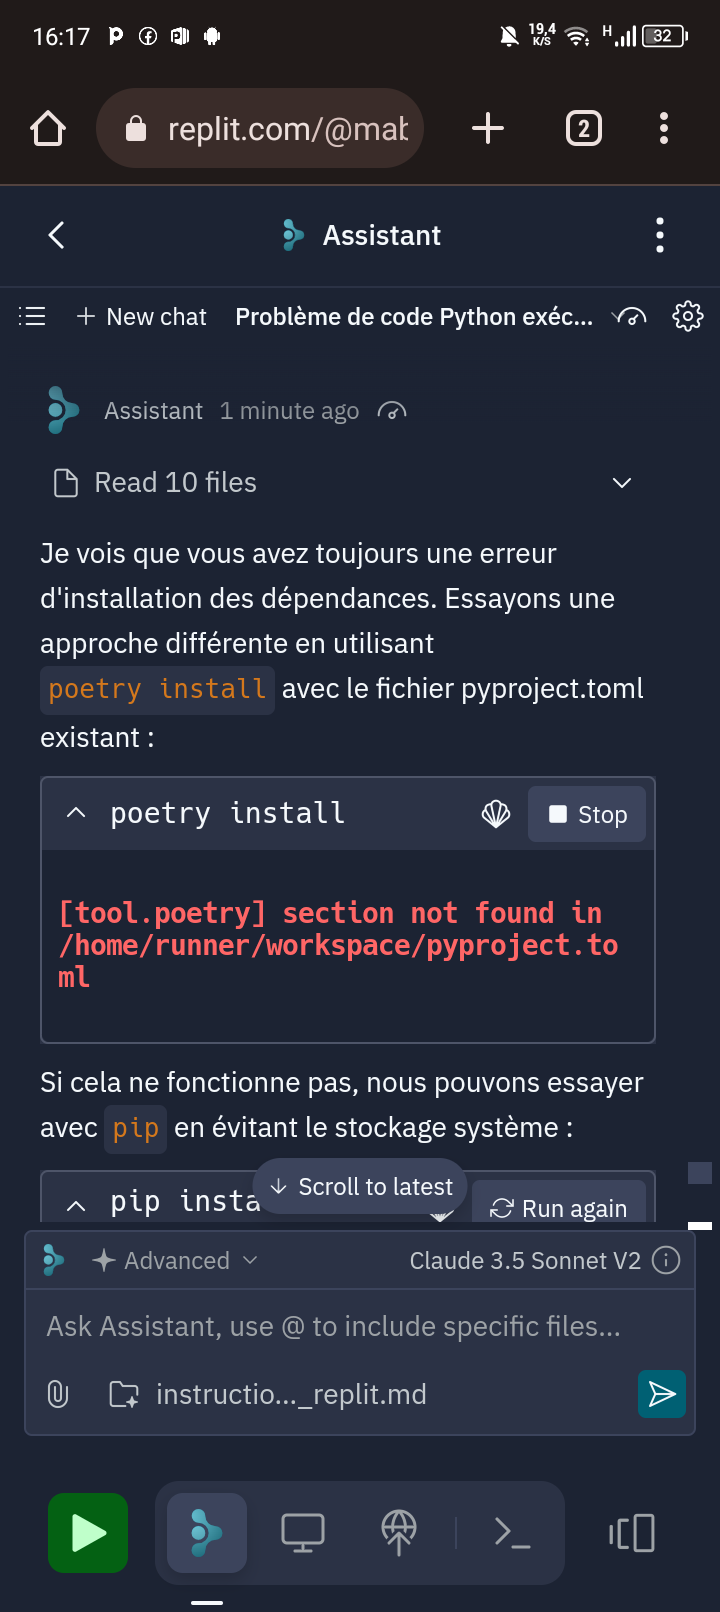 16:17
19,4
K/S
H
32
replit.com/@mab
2
Assistant
New chat
Problème de code Python exéc...
Assistant 1 minute ago
Read 10 files
Je vois que vous avez toujours une erreur
d'installation des dépendances. Essayons une
approche différente en utilisant
poetry install avec le fichier pyproject.toml
existant :
poetry install
Stop
[tool.poetry] section not found in
/home/runner/workspace/pyproject.to
ml
Si cela ne fonctionne pas, nous pouvons essayer
avec pip en évitant le stockage système :
pip insta
Scroll to latest
Run again
Advanced
Claude 3.5 Sonnet V2
Ask Assistant, use @ to include specific files...
instructio..._replit.md